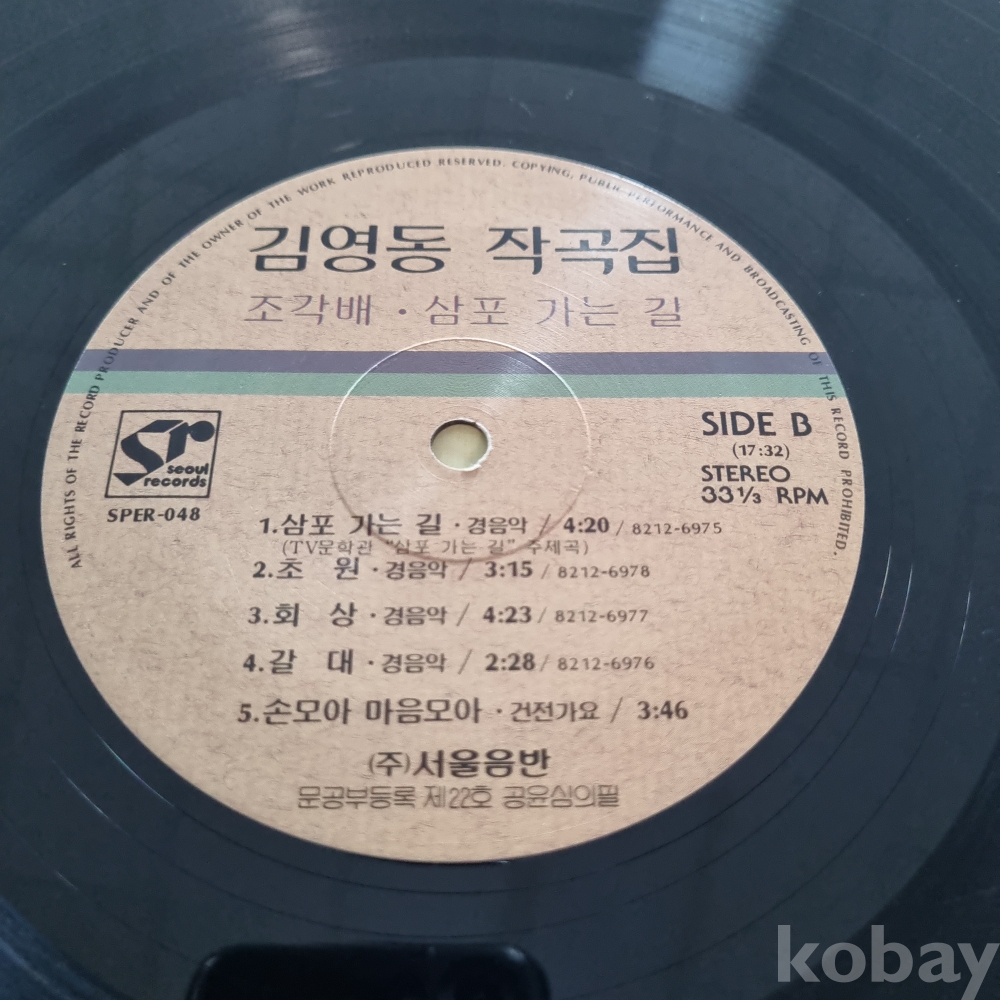 ALL RIGHTS OF THE RECORD PRODUCER AND OF THE OWNER OF THE WORK REPRODUCED RESERVED. COPYING, PUBLIC PERFORMANCE AND BROADCASTING OF THIS RECORD PROHIBITED.
김영동 작곡집
조각배 · 삼포 가는 길
SIDE B
(17:32)
STEREO
33 1/3 RPM
Sr
seoul
records
SPER-048
1.삼포 가는 길 · 경음악 / 4:20 / 8212-6975
(TV문학관 "삼포 가는 길" 주제곡)
2.초 원 · 경음악 / 3:15 / 8212-6978
3.회 상 · 경음악 / 4:23 / 8212-6977
4.갈 대 · 경음악 / 2:28 / 8212-6976
5.손모아 마음모아 · 건전가요 / 3:46
(주)서울음반
문공부등록 제22호 공윤심의필
kobay